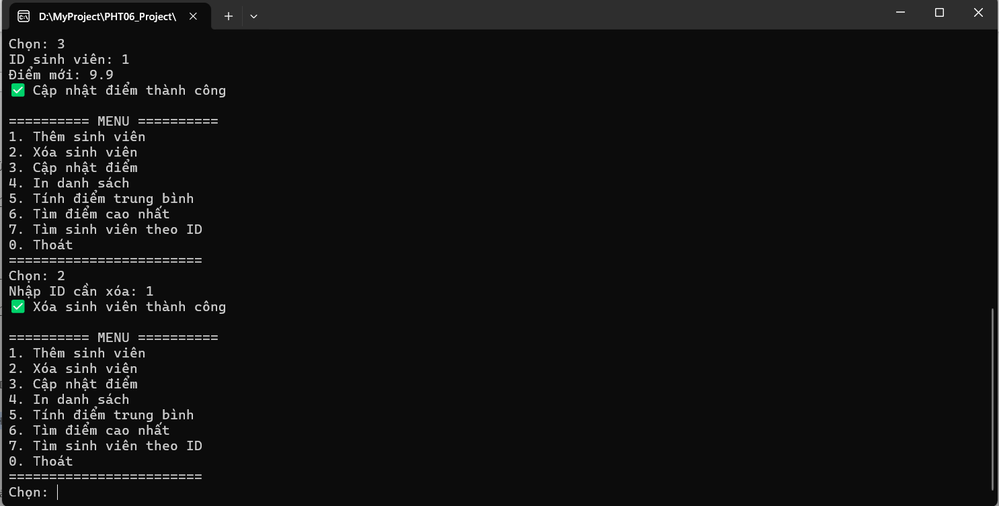 D:\MyProject\PHT06_Project\
Chọn: 3
ID sinh viên: 1
Điểm mới: 9.9
✅ Cập nhật điểm thành công
========== MENU ==========
1. Thêm sinh viên
2. Xóa sinh viên
3. Cập nhật điểm
4. In danh sách
5. Tính điểm trung bình
6. Tìm điểm cao nhất
7. Tìm sinh viên theo ID
0. Thoát
========================
Chọn: 2
Nhập ID cần xóa: 1
✅ Xóa sinh viên thành công
========== MENU ==========
1. Thêm sinh viên
2. Xóa sinh viên
3. Cập nhật điểm
4. In danh sách
5. Tính điểm trung bình
6. Tìm điểm cao nhất
7. Tìm sinh viên theo ID
0. Thoát
========================
Chọn: